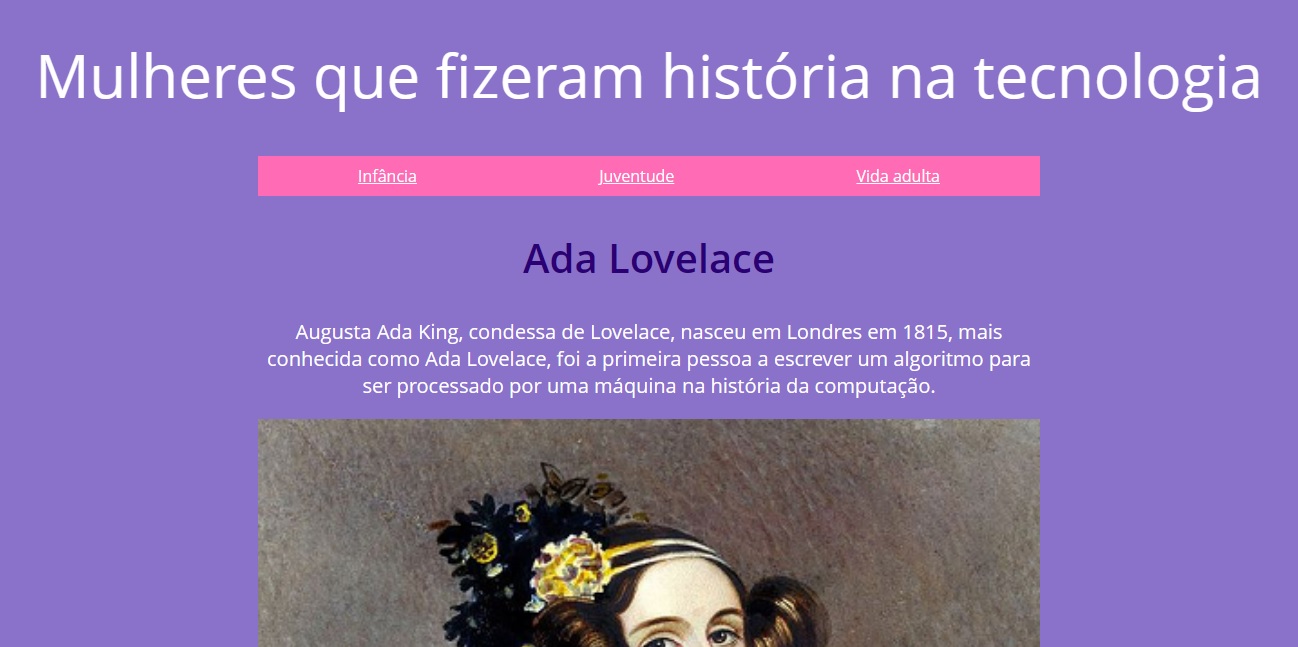 Mulheres que fizeram história na tecnologia
Infância Juventude Vida adulta
Ada Lovelace
Augusta Ada King, condessa de Lovelace, nasceu em Londres em 1815, mais
conhecida como Ada Lovelace, foi a primeira pessoa a escrever um algoritmo para
ser processado por uma máquina na história da computação.